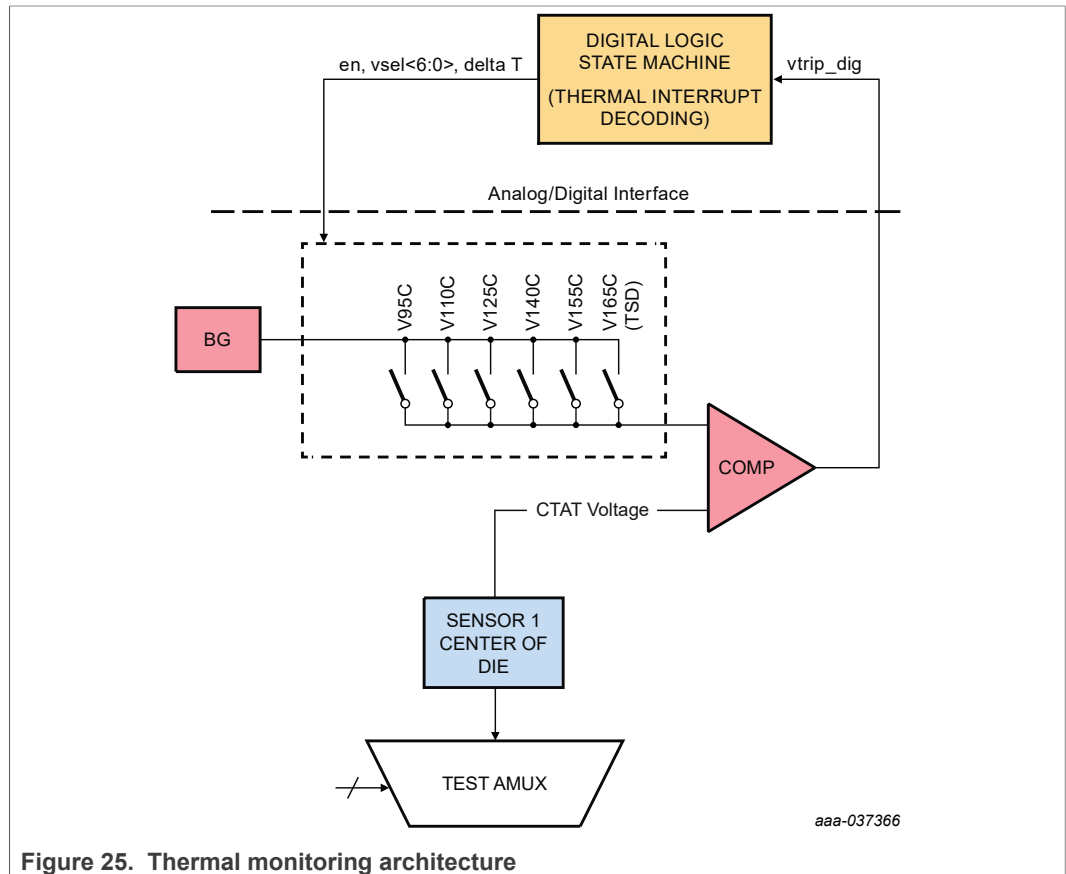 DIGITAL LOGIC
STATE MACHINE
(THERMAL INTERRUPT
DECODING)
en, vsel<6:0>, delta T
vtrip_dig
Analog/Digital Interface
V95C
V110C
V125C
V140C
V155C
V165C
(TSD)
BG
COMP
CTAT Voltage
SENSOR 1
CENTER OF
DIE
TEST AMUX
aaa-037366
Figure 25. Thermal monitoring architecture